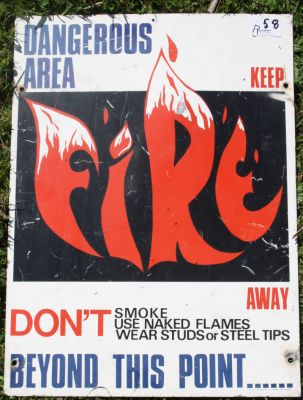 58
DANGEROUS
AREA
KEEP
FiRE
AWAY
DON'T
SMOKE
USE NAKED FLAMES
WEAR STUDS or STEEL TIPS
BEYOND THIS POINT......